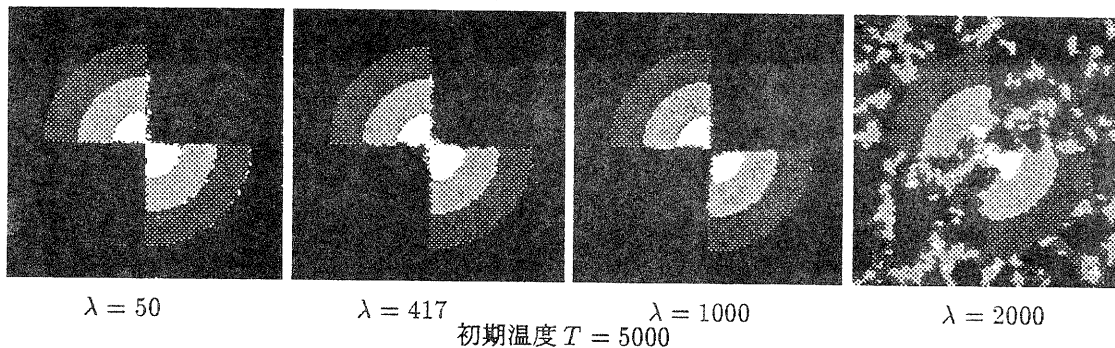 λ = 50
λ = 417
λ = 1000
λ = 2000
初期温度 T = 5000